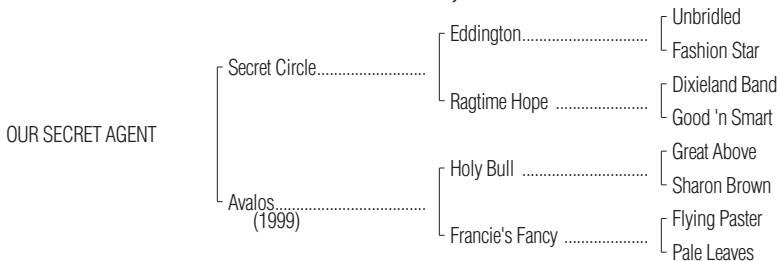 Unbridled
Eddington
Fashion Star
Secret Circle
Dixieland Band
Ragtime Hope
Good 'n Smart
OUR SECRET AGENT
Great Above
Holy Bull
Sharon Brown
Avalos
(1999)
Flying Paster
Francie's Fancy
Pale Leaves